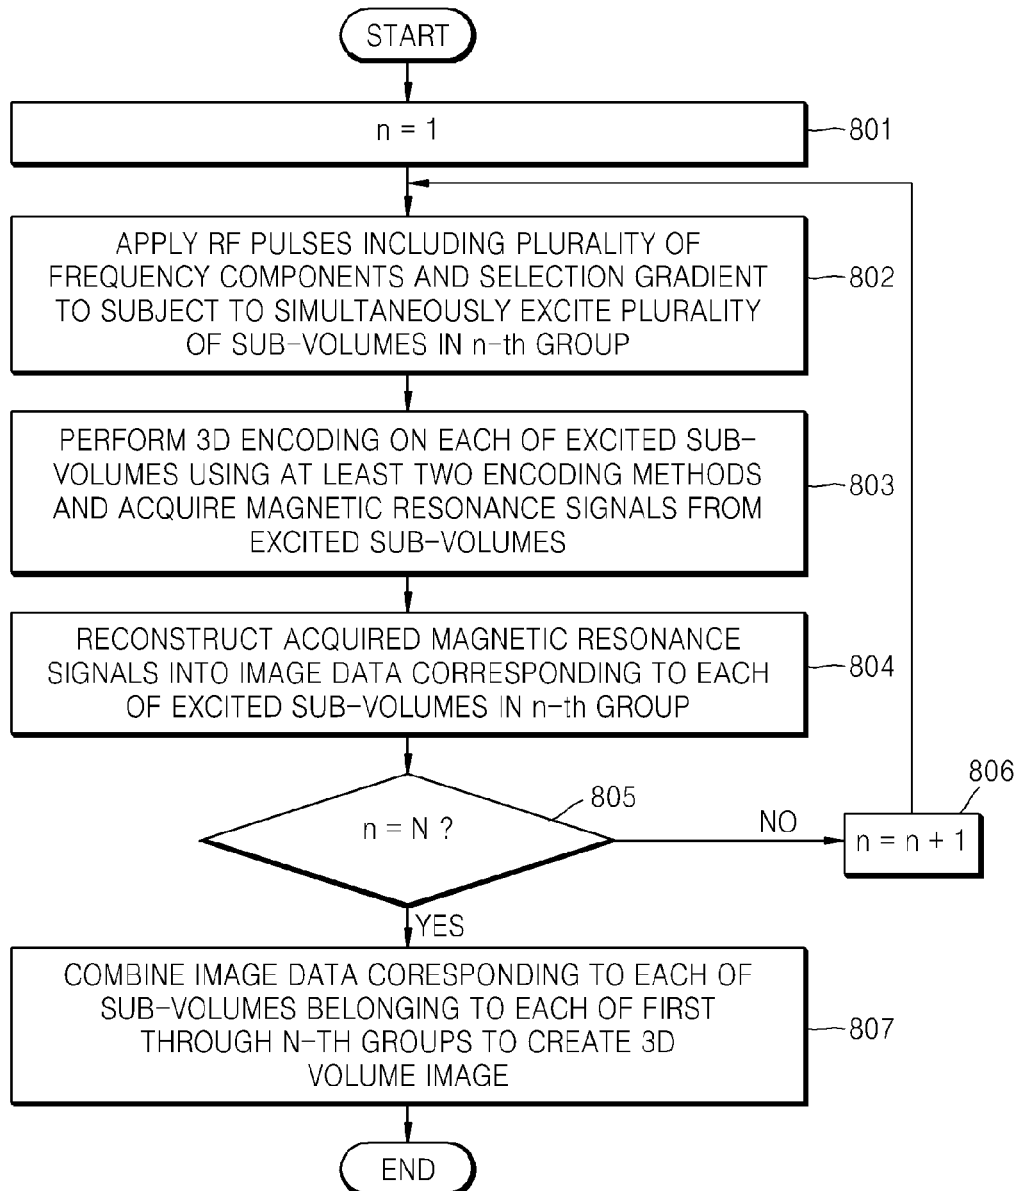 START
n = 1
801
APPLY RF PULSES INCLUDING PLURALITY OF
FREQUENCY COMPONENTS AND SELECTION GRADIENT
TO SUBJECT TO SIMULTANEOUSLY EXCITE PLURALITY
OF SUB-VOLUMES IN n-th GROUP
802
PERFORM 3D ENCODING ON EACH OF EXCITED SUB-
VOLUMES USING AT LEAST TWO ENCODING METHODS
AND ACQUIRE MAGNETIC RESONANCE SIGNALS FROM
EXCITED SUB-VOLUMES
803
RECONSTRUCT ACQUIRED MAGNETIC RESONANCE
SIGNALS INTO IMAGE DATA CORRESPONDING TO EACH
OF EXCITED SUB-VOLUMES IN n-th GROUP
804
n = N ?
805
NO
n = n + 1
806
YES
COMBINE IMAGE DATA CORESPONDING TO EACH OF
SUB-VOLUMES BELONGING TO EACH OF FIRST
THROUGH N-TH GROUPS TO CREATE 3D
VOLUME IMAGE
807
END